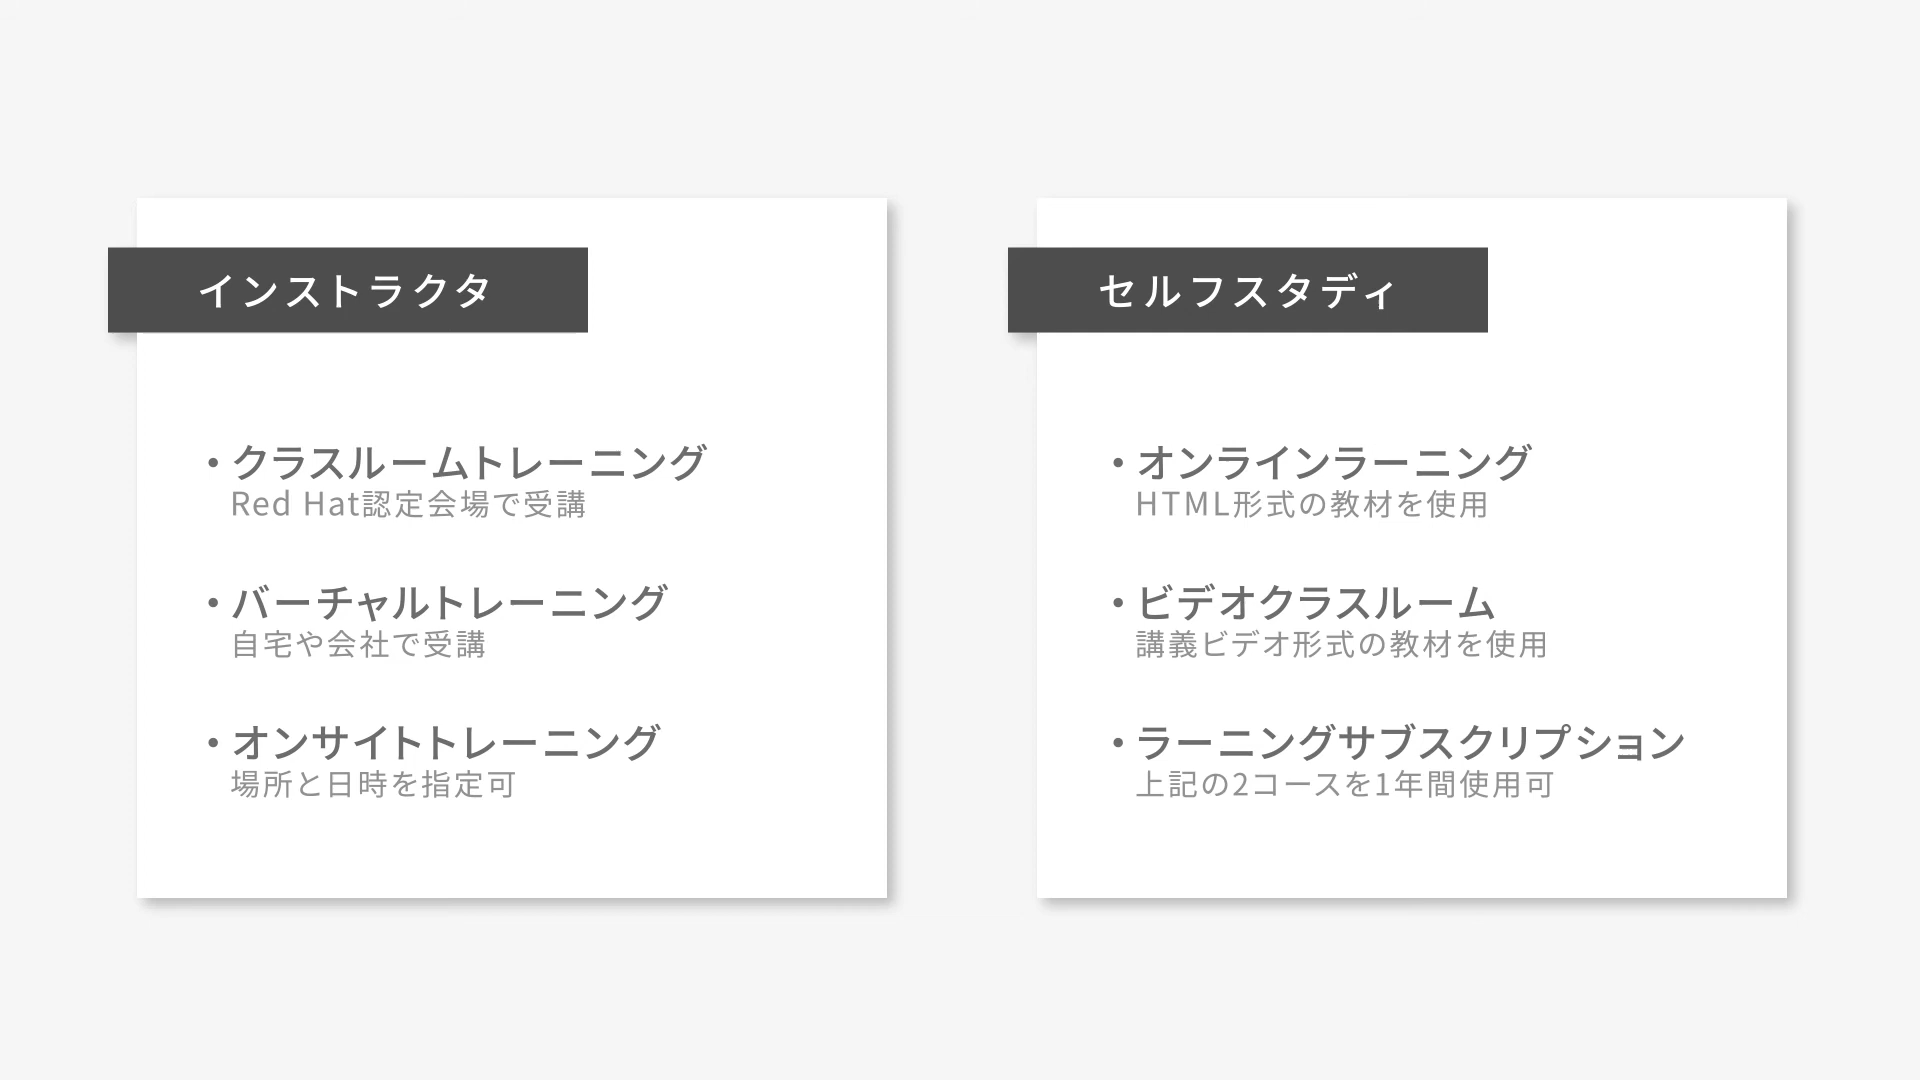 インストラクタ
・クラスルームトレーニング
Red Hat認定会場で受講
・バーチャルトレーニング
自宅や会社で受講
・オンサイトトレーニング
場所と日時を指定可
セルフスタディ
・オンラインラーニング
HTML形式の教材を使用
・ビデオクラスルーム
講義ビデオ形式の教材を使用
・ラーニングサブスクリプション
上記の2コースを1年間使用可